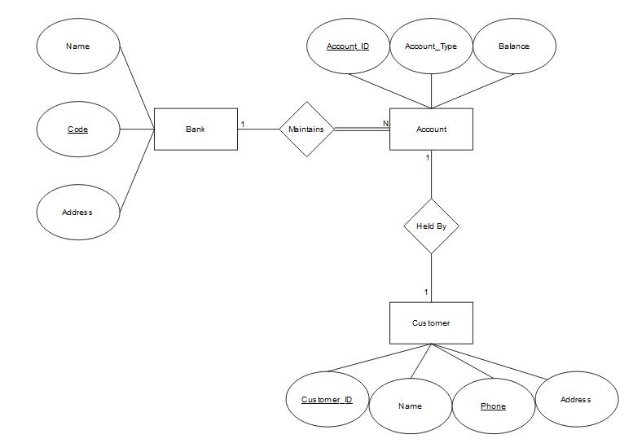 Name
Account_ID
Account_Type
Balance
Code
Bank
1
Maintains
N
Account
1
Address
Held By
1
Customer
Customer_ID
Name
Phone
Address